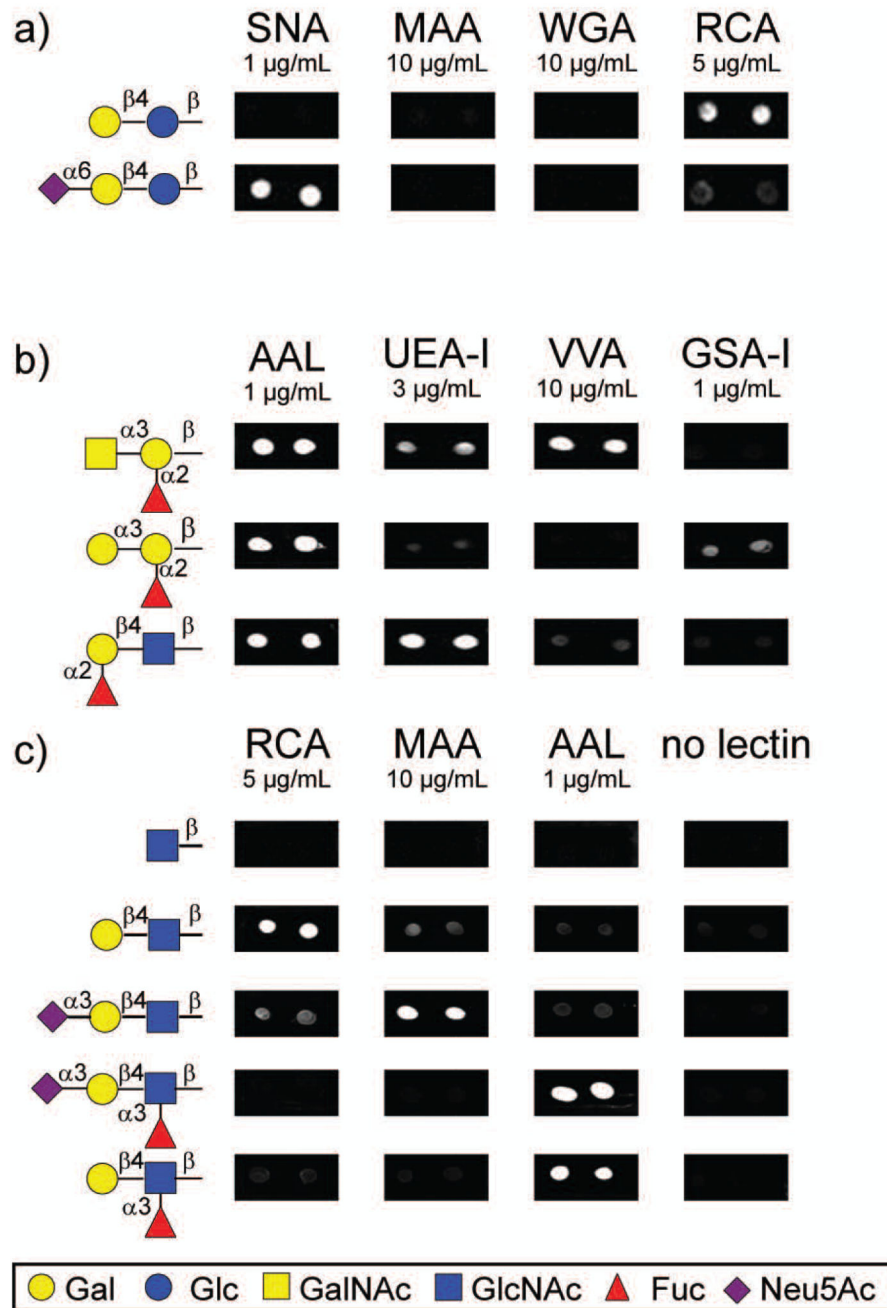 a) SNA MAA WGA RCA
1 µg/mL 10 µg/mL 10 µg/mL 5 µg/mL
β4 β
α6 β4 β
b) AAL UEA-I VVA GSA-I
1 µg/mL 3 µg/mL 10 µg/mL 1 µg/mL
α3 β
α2
α3 β
α2
β4 β
α2
c) RCA MAA AAL no lectin
5 µg/mL 10 µg/mL 1 µg/mL
β
β4 β
α3 β4 β
α3 β4 β
α3
β4 β
α3
Gal Glc GalNAc GlcNAc Fuc Neu5Ac